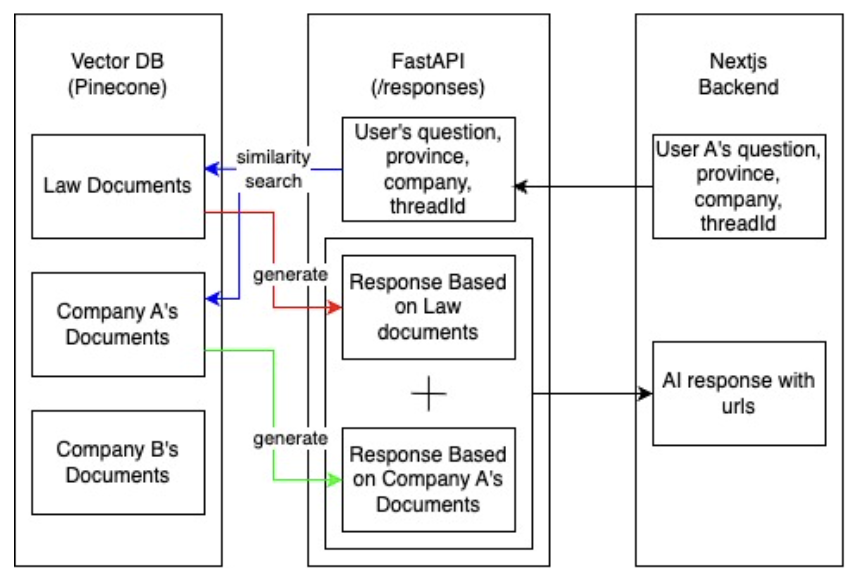 Vector DB
(Pinecone)
Law Documents
Company A's
Documents
Company B's
Documents
similarity
search
generate
generate
FastAPI
(/responses)
User's question,
province,
company,
threadId
Response Based
on Law
documents
+
Response Based
on Company A's
Documents
Nextjs
Backend
User A's question,
province,
company,
threadId
AI response with
urls